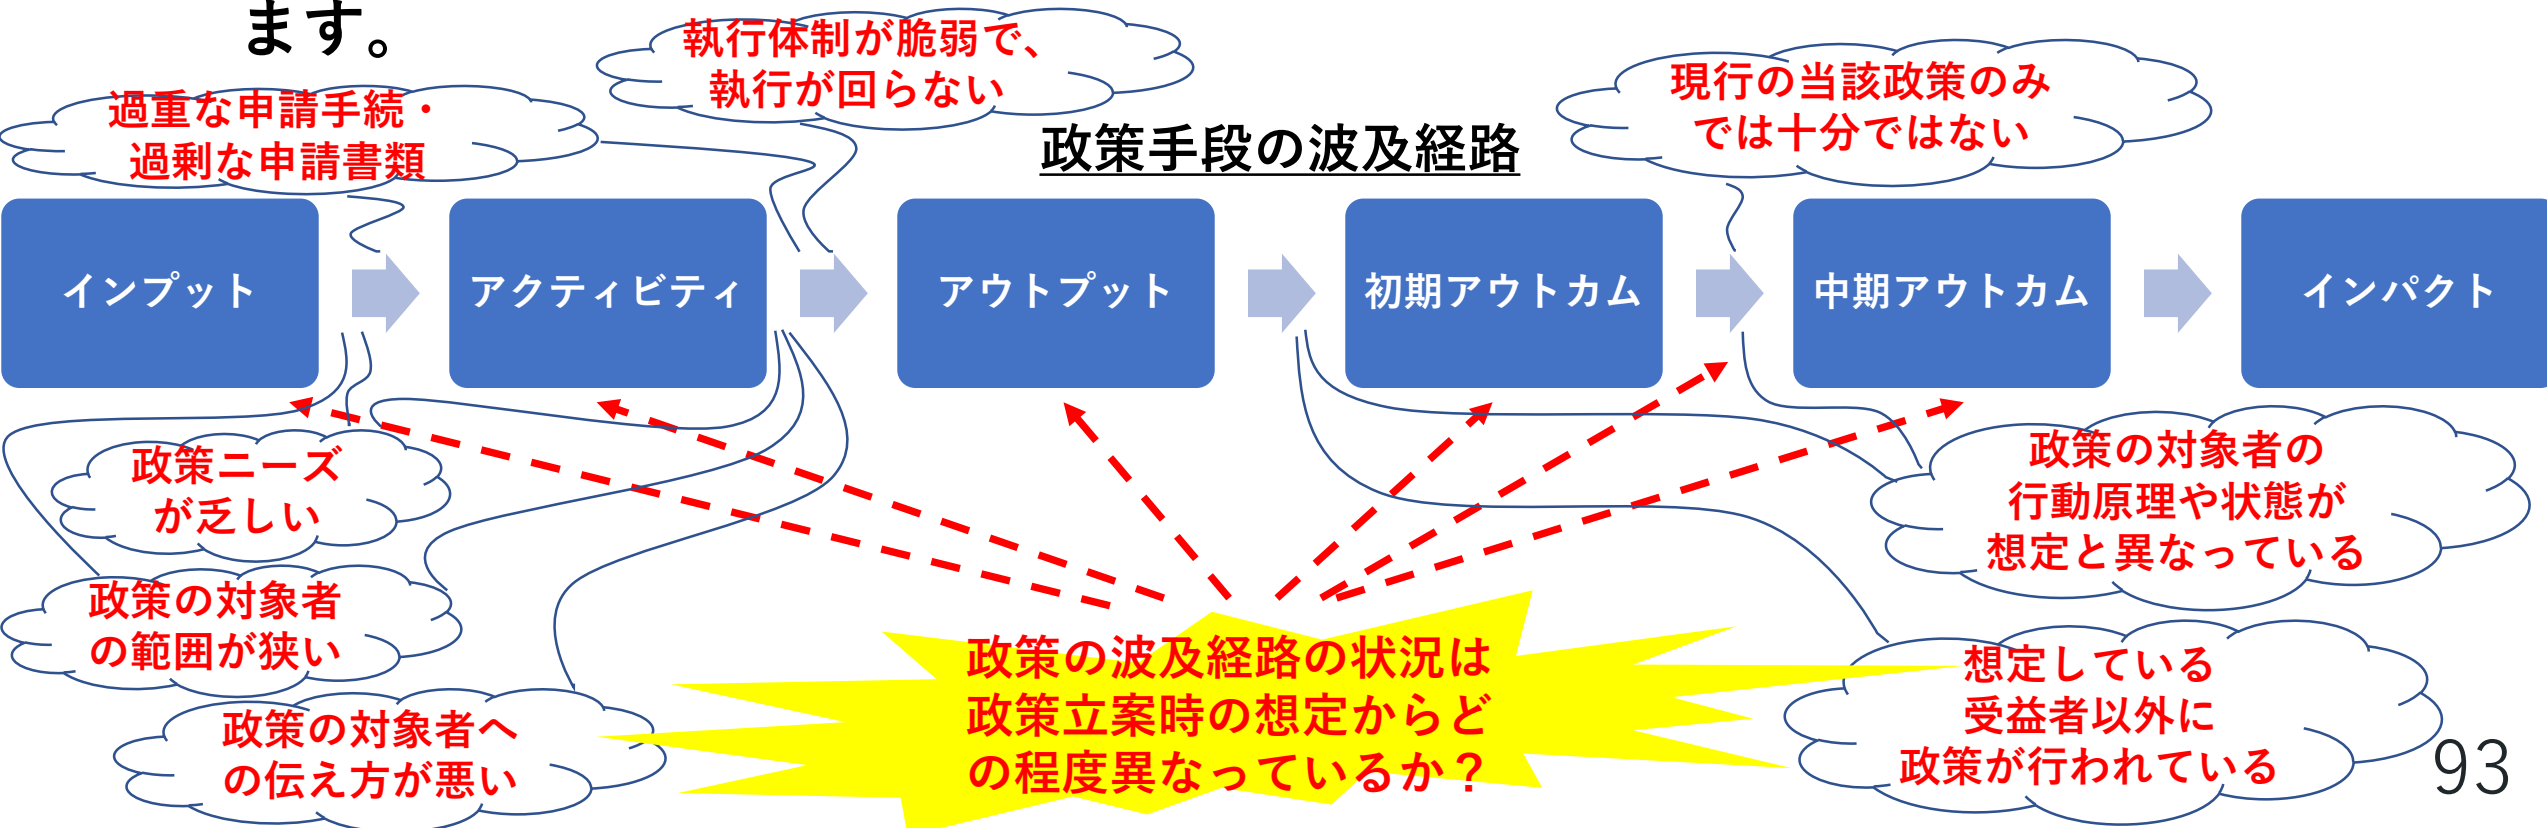 ます。
執行体制が脆弱で、
執行が回らない
過重な申請手続・
過剰な申請書類
現行の当該政策のみ
では十分ではない
政策手段の波及経路
インプット
アクティビティ
アウトプット
初期アウトカム
中期アウトカム
インパクト
政策ニーズ
が乏しい
政策の対象者
の範囲が狭い
政策の対象者へ
の伝え方が悪い
政策の波及経路の状況は
政策立案時の想定からど
の程度異なっているか？
政策の対象者の
行動原理や状態が
想定と異なっている
想定している
受益者以外に
政策が行われている
93